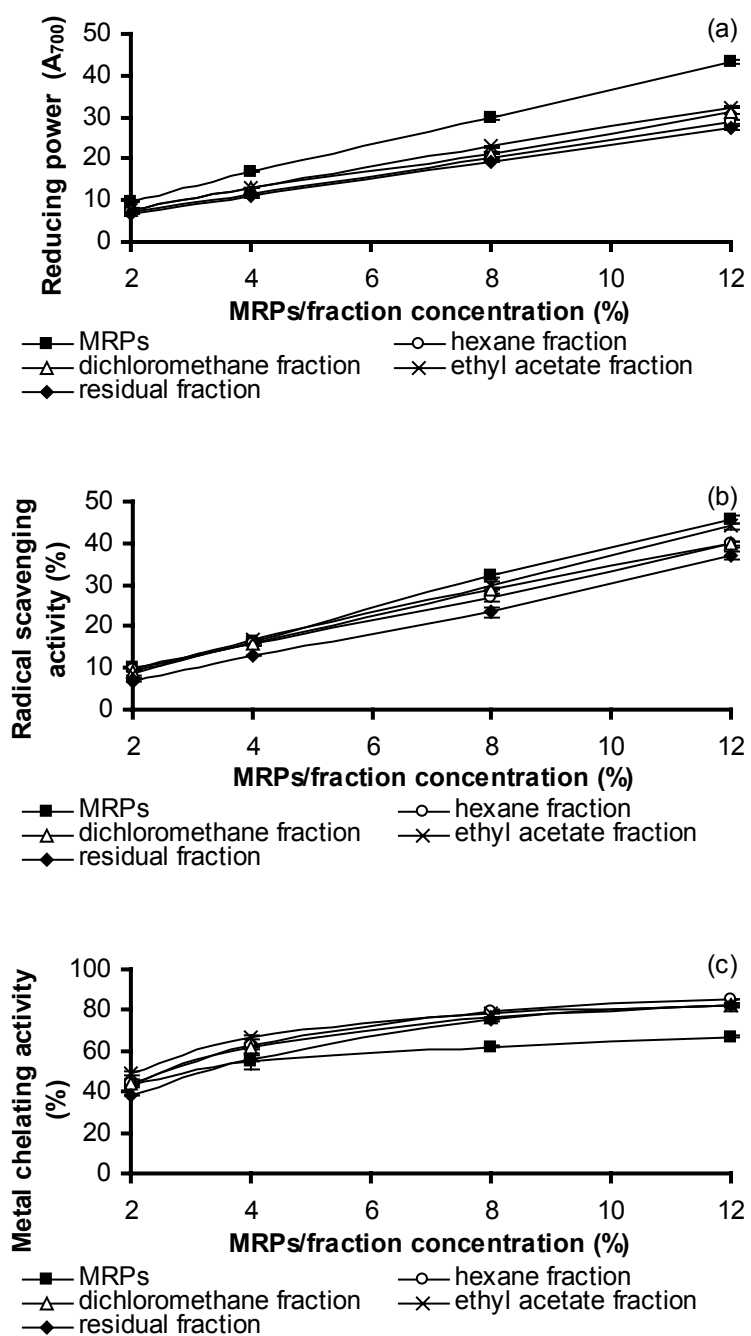 (a)
Reducing power (A700)
50
40
30
20
10
0
2 4 6 8 10 12
MRPs/fraction concentration (%)
MRPs hexane fraction
dichloromethane fraction ethyl acetate fraction
residual fraction
(b)
Radical scavenging
activity (%)
50
40
30
20
10
0
2 4 6 8 10 12
MRPs/fraction concentration (%)
MRPs hexane fraction
dichloromethane fraction ethyl acetate fraction
residual fraction
(c)
Metal chelating activity
(%)
100
80
60
40
20
0
2 4 6 8 10 12
MRPs/fraction concentration (%)
MRPs hexane fraction
dichloromethane fraction ethyl acetate fraction
residual fraction